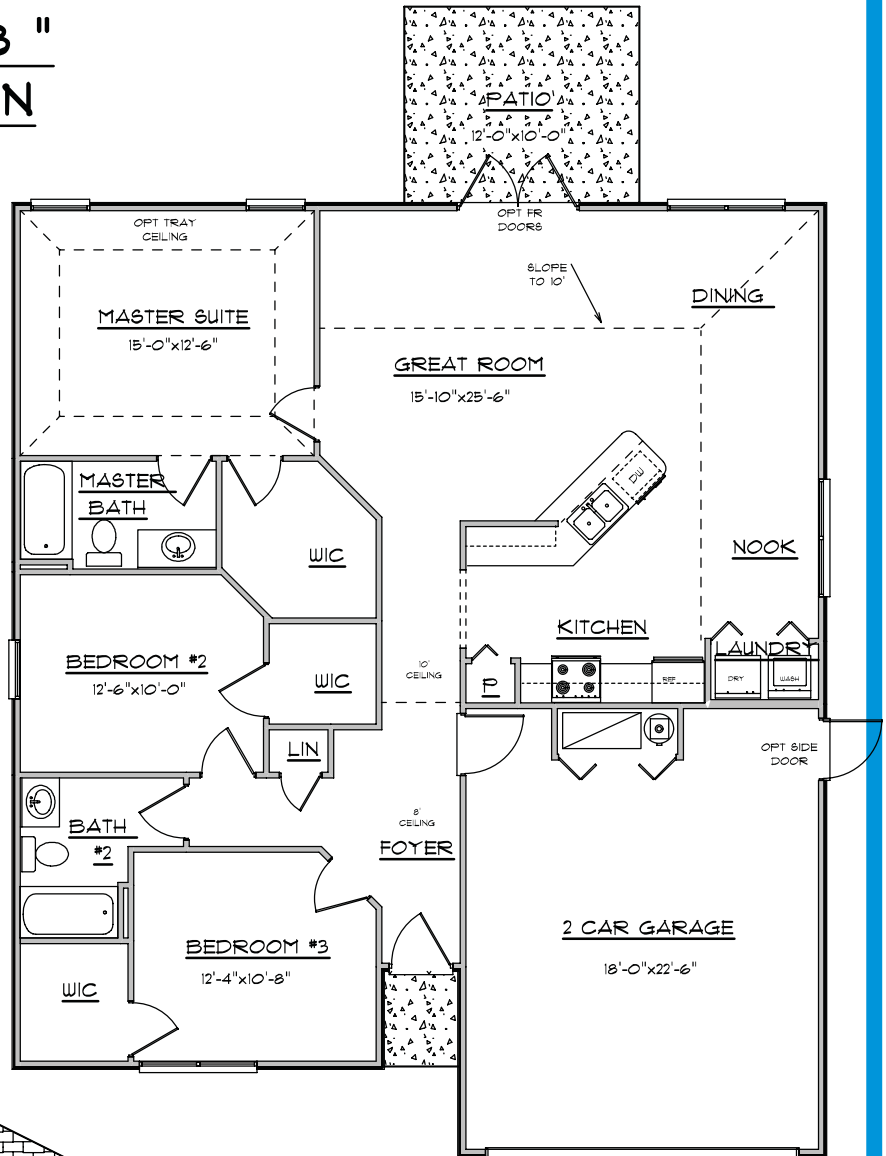 3 "
N
PATIO
12'-0"x10'-0"
OPT FR
DOORS
OPT TRAY
CEILING
SLOPE
TO 10'
DINING
MASTER SUITE
15'-0"x12'-6"
GREAT ROOM
15'-10"x25'-6"
MASTER
BATH
DW
WIC
NOOK
KITCHEN
LAUNDRY
BEDROOM #2
12'-6"x10'-0"
WIC
10'
CEILING
P
REF
DRY
WASH
LIN
OPT SIDE
DOOR
8'
CEILING
BATH
#2
FOYER
2 CAR GARAGE
18'-0"x22'-6"
BEDROOM #3
12'-4"x10'-8"
WIC